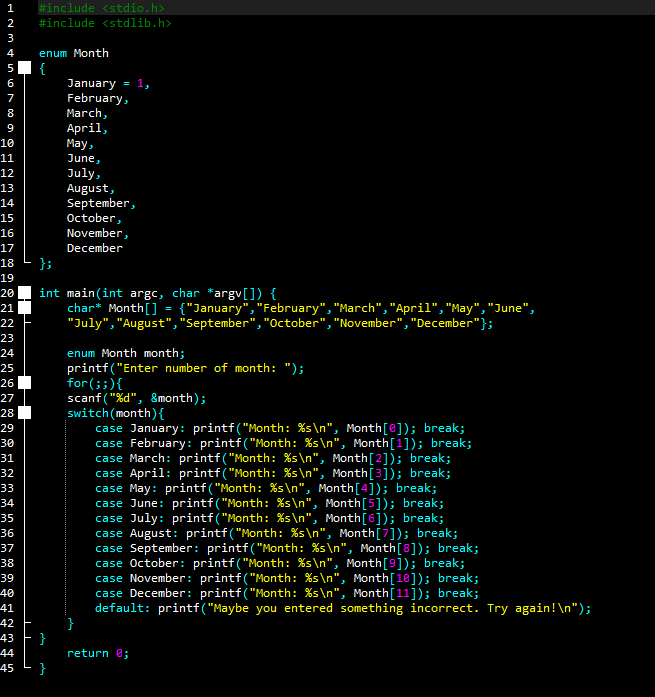 1 #include <stdio.h>
2 #include <stdlib.h>
3
4 enum Month
5 {
6 January = 1,
7 February,
8 March,
9 April,
10 May,
11 June,
12 July,
13 August,
14 September,
15 October,
16 November,
17 December
18 };
19
20 int main(int argc, char *argv[]) {
21 char* Month[] = {"January","February","March","April","May","June",
22 "July","August","September","October","November","December"};
23
24 enum Month month;
25 printf("Enter number of month: ");
26 for(;;){
27 scanf("%d", &month);
28 switch(month){
29 case January: printf("Month: %s\n", Month[0]); break;
30 case February: printf("Month: %s\n", Month[1]); break;
31 case March: printf("Month: %s\n", Month[2]); break;
32 case April: printf("Month: %s\n", Month[3]); break;
33 case May: printf("Month: %s\n", Month[4]); break;
34 case June: printf("Month: %s\n", Month[5]); break;
35 case July: printf("Month: %s\n", Month[6]); break;
36 case August: printf("Month: %s\n", Month[7]); break;
37 case September: printf("Month: %s\n", Month[8]); break;
38 case October: printf("Month: %s\n", Month[9]); break;
39 case November: printf("Month: %s\n", Month[10]); break;
40 case December: printf("Month: %s\n", Month[11]); break;
41 default: printf("Maybe you entered something incorrect. Try again!\n");
42 }
43 }
44 return 0;
45 }